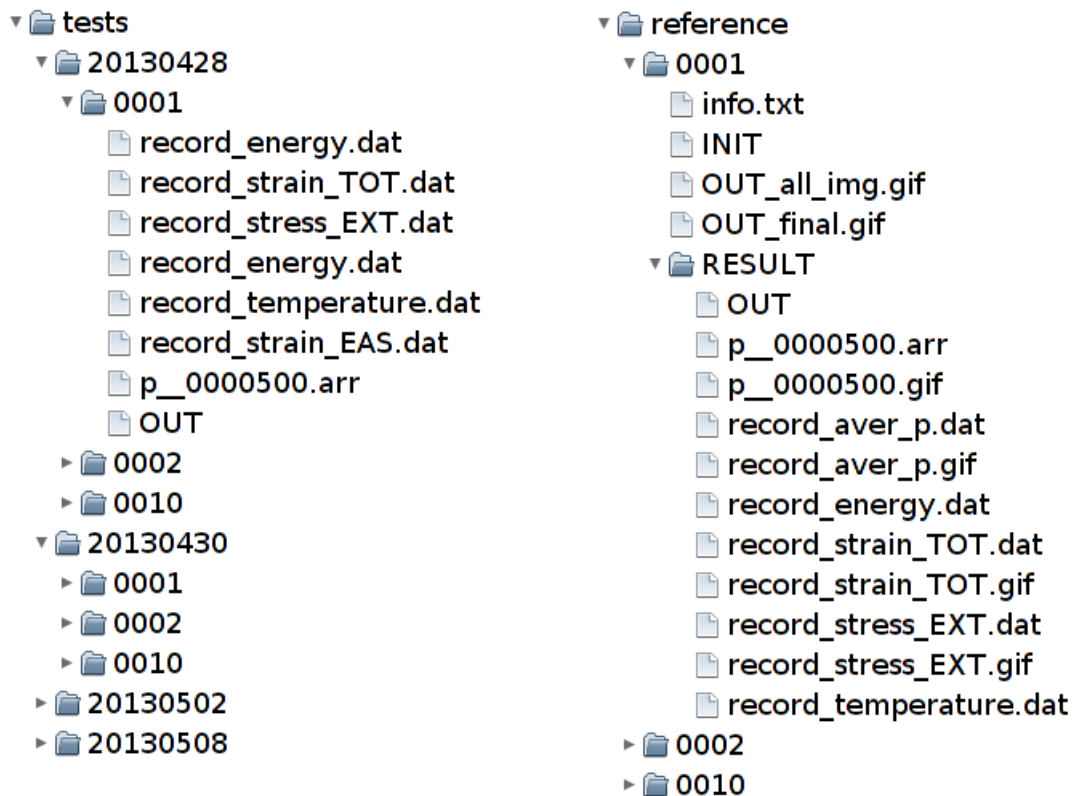 tests
20130428
0001
record_energy.dat
record_strain_TOT.dat
record_stress_EXT.dat
record_energy.dat
record_temperature.dat
record_strain_EAS.dat
p__0000500.arr
OUT
0002
0010
20130430
0001
0002
0010
20130502
20130508
reference
0001
info.txt
INIT
OUT_all_img.gif
OUT_final.gif
RESULT
OUT
p__0000500.arr
p__0000500.gif
record_aver_p.dat
record_aver_p.gif
record_energy.dat
record_strain_TOT.dat
record_strain_TOT.gif
record_stress_EXT.dat
record_stress_EXT.gif
record_temperature.dat
0002
0010